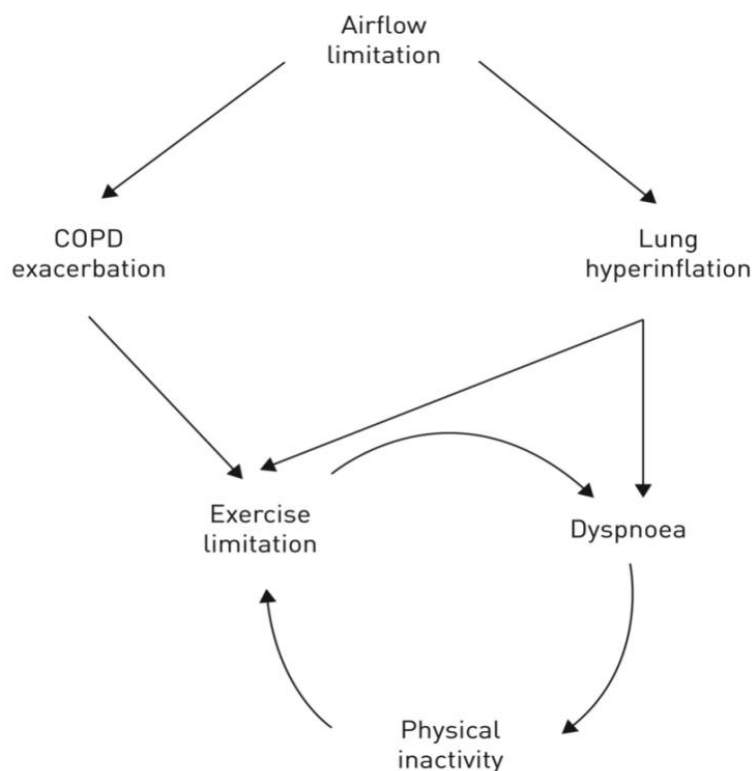 Airflow
limitation
COPD
exacerbation
Lung
hyperinflation
Exercise
limitation
Dyspnoea
Physical
inactivity